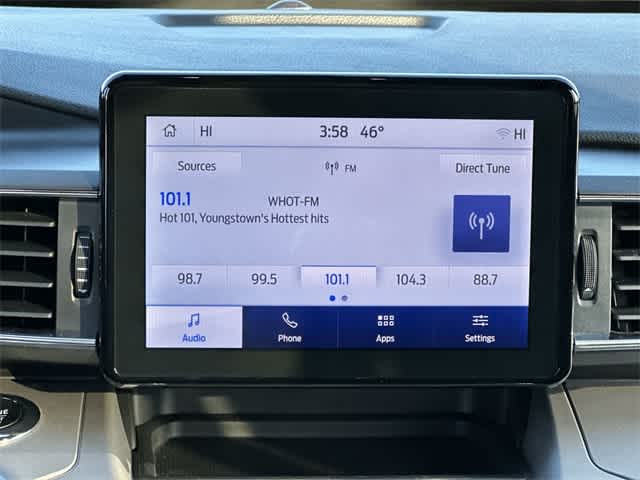 HI 3:58 46° HI
Sources FM Direct Tune
101.1 WHOT-FM
Hot 101, Youngstown's Hottest hits
98.7 99.5 101.1 104.3 88.7
Audio Phone Apps Settings